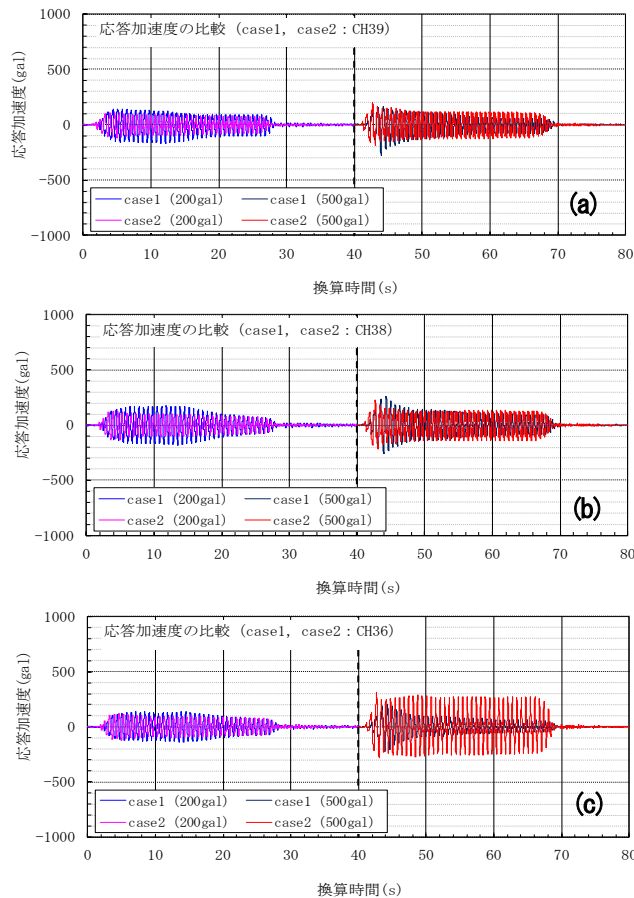 応答加速度の比較 (case1, case2：CH39)
1000
500
0
-500
-1000
応答加速度(gal)
case1 (200gal) case1 (500gal)
case2 (200gal) case2 (500gal)
(a)
0 10 20 30 40 50 60 70 80
換算時間(s)
応答加速度の比較 (case1, case2：CH38)
1000
500
0
-500
-1000
応答加速度(gal)
case1 (200gal) case1 (500gal)
case2 (200gal) case2 (500gal)
(b)
0 10 20 30 40 50 60 70 80
換算時間(s)
応答加速度の比較 (case1, case2：CH36)
1000
500
0
-500
-1000
応答加速度(gal)
case1 (200gal) case1 (500gal)
case2 (200gal) case2 (500gal)
(c)
0 10 20 30 40 50 60 70 80
換算時間(s)